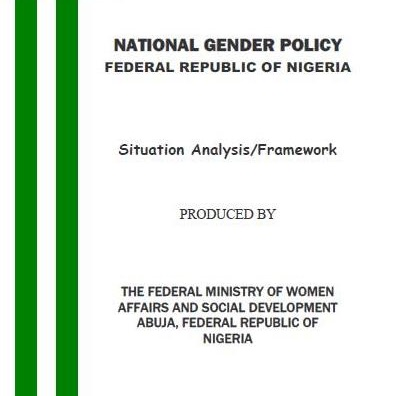 NATIONAL GENDER POLICY
FEDERAL REPUBLIC OF NIGERIA
Situation Analysis/Framework
PRODUCED BY
THE FEDERAL MINISTRY OF WOMEN
AFFAIRS AND SOCIAL DEVELOPMENT
ABUJA, FEDERAL REPUBLIC OF
NIGERIA